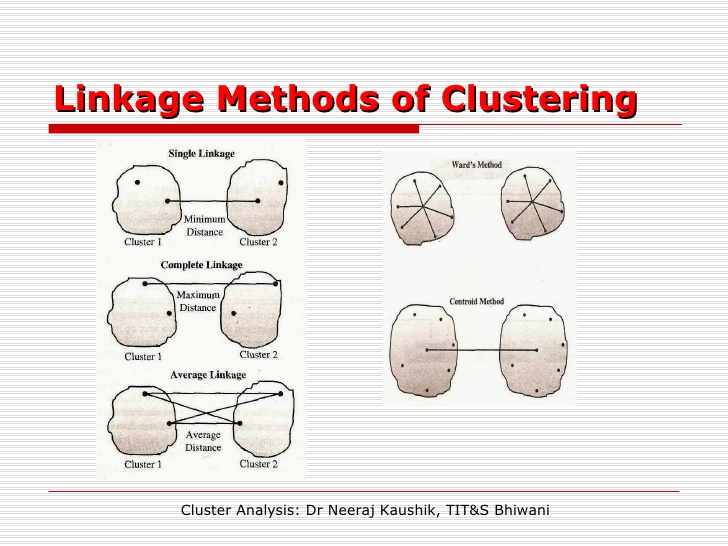 Linkage Methods of Clustering
Single Linkage
Minimum
Distance
Cluster 1
Cluster 2
Complete Linkage
Maximum
Distance
Cluster 1
Cluster 2
Average Linkage
Average
Distance
Cluster 1
Cluster 2
Ward's Method
Centroid Method
Cluster Analysis: Dr Neeraj Kaushik, TIT&S Bhiwani